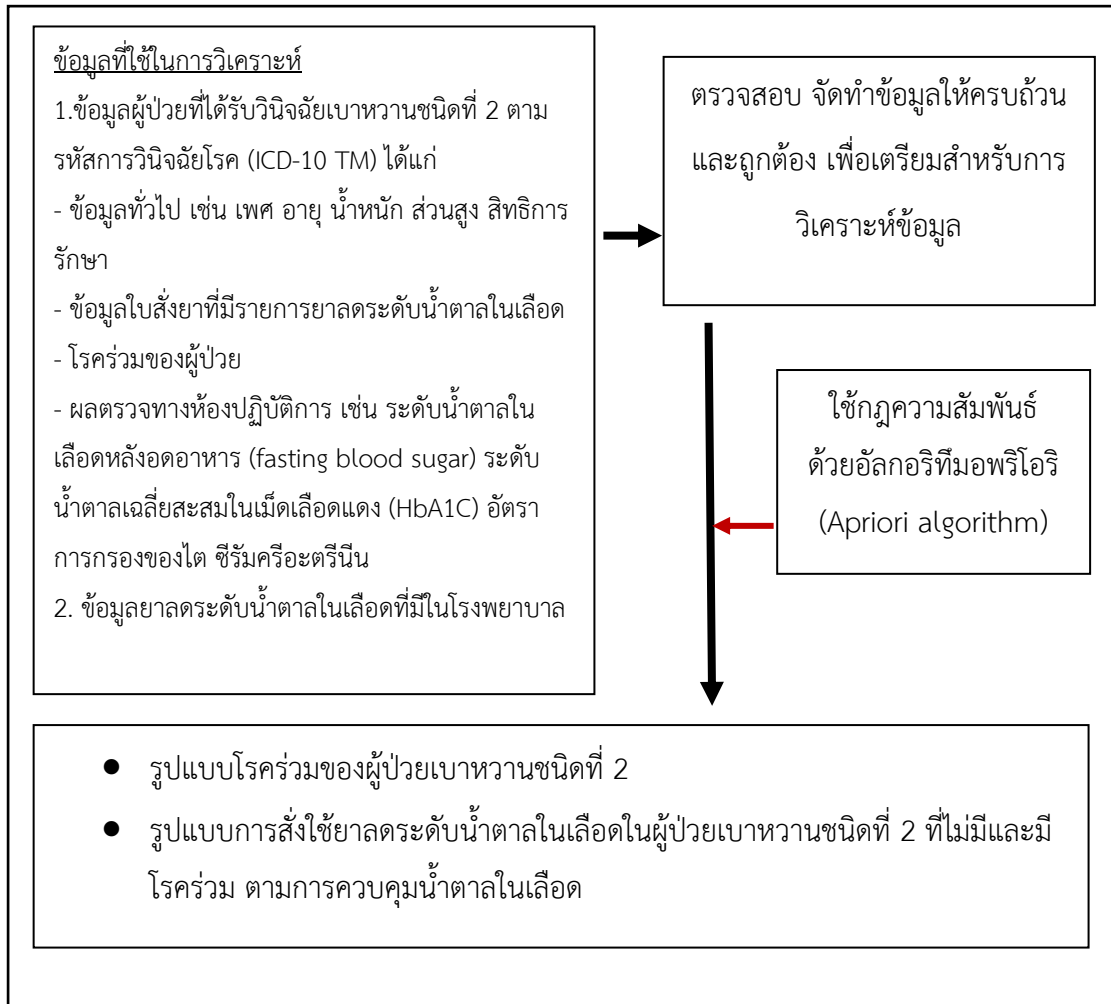 ข้อมูลที่ใช้ในการวิเคราะห์
1.ข้อมูลผู้ป่วยที่ได้รับวินิจฉัยเบาหวานชนิดที่ 2 ตาม
รหัสการวินิจฉัยโรค (ICD-10 TM) ได้แก่
- ข้อมูลทั่วไป เช่น เพศ อายุ น้ำหนัก ส่วนสูง สิทธิการ
รักษา
- ข้อมูลใบสั่งยาที่มีรายการยาลดระดับน้ำตาลในเลือด
- โรคร่วมของผู้ป่วย
- ผลตรวจทางห้องปฏิบัติการ เช่น ระดับน้ำตาลใน
เลือดหลังอดอาหาร (fasting blood sugar) ระดับ
น้ำตาลเฉลี่ยสะสมในเม็ดเลือดแดง (HbA1C) อัตรา
การกรองของไต ซีรัมครีอะตรีนีน
2. ข้อมูลยาลดระดับน้ำตาลในเลือดที่มีในโรงพยาบาล
ตรวจสอบ จัดทำข้อมูลให้ครบถ้วน
และถูกต้อง เพื่อเตรียมสำหรับการ
วิเคราะห์ข้อมูล
ใช้กฎความสัมพันธ์
ด้วยอัลกอริทึมอพริโอริ
(Apriori algorithm)
● รูปแบบโรคร่วมของผู้ป่วยเบาหวานชนิดที่ 2
● รูปแบบการสั่งใช้ยาลดระดับน้ำตาลในเลือดในผู้ป่วยเบาหวานชนิดที่ 2 ที่ไม่มีและมี
โรคร่วม ตามการควบคุมน้ำตาลในเลือด